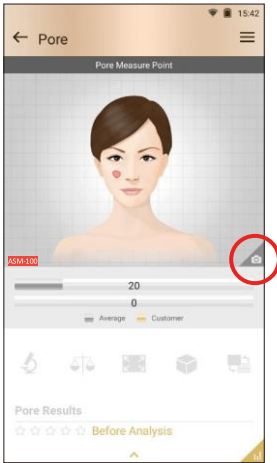 15:42
Pore
Pore Measure Point
ASM-100
20
0
Average Customer
Pore Results
Before Analysis